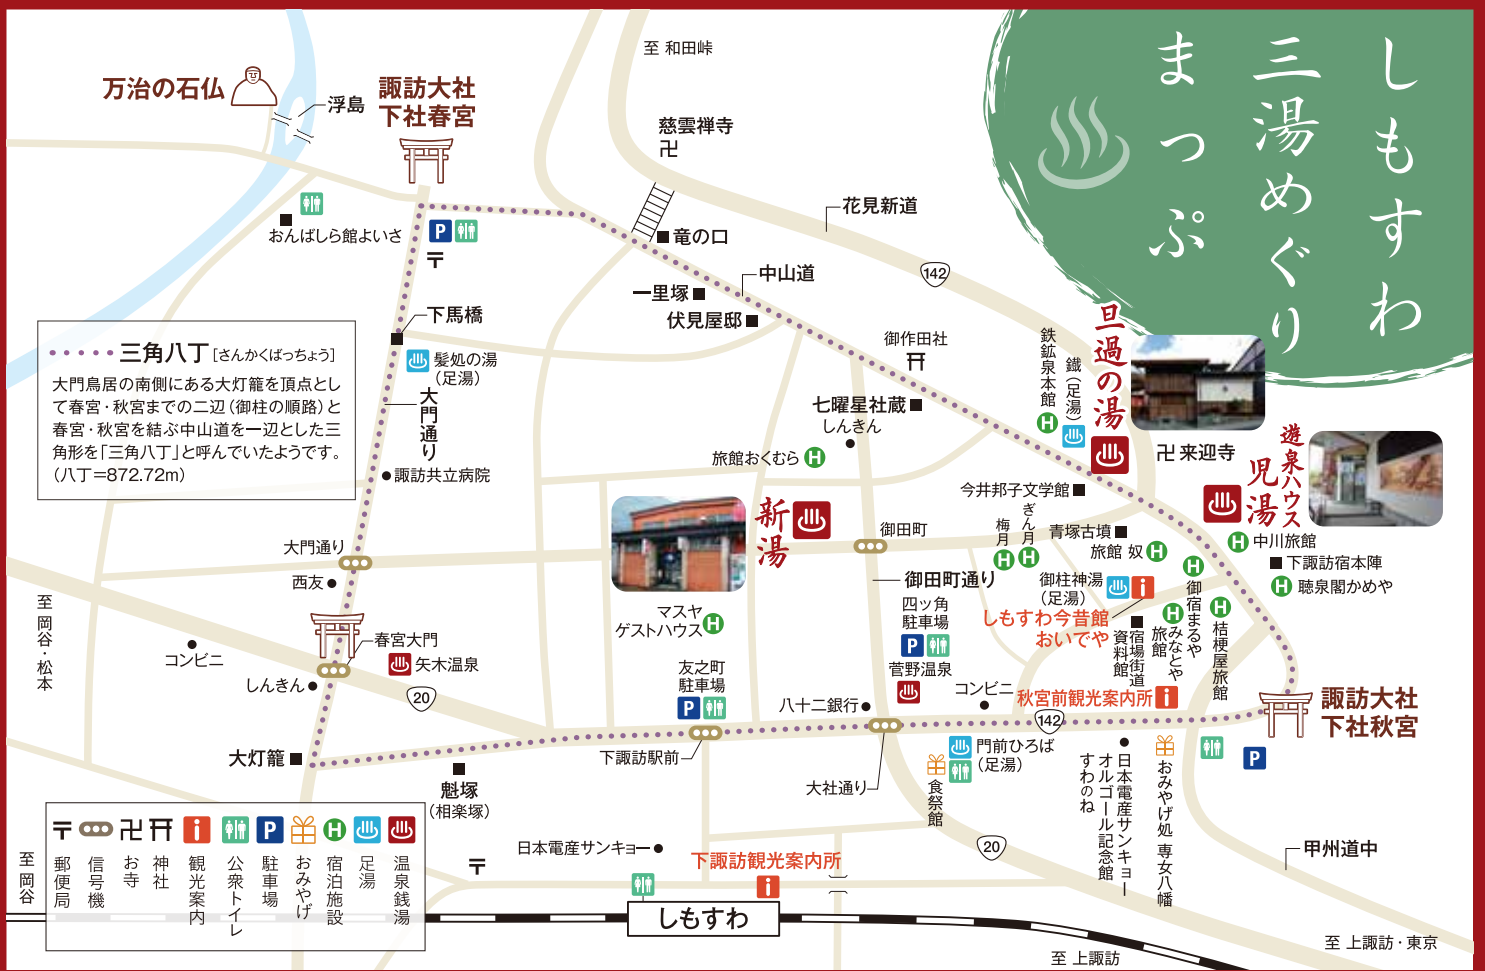 しもすわ
三湯めぐり
まっぷ
至 和田峠
万治の石仏
浮島
諏訪大社
下社春宮
慈雲禅寺
卍
花見新道
おんばしら館よいさ
P
〒
竜の口
中山道
142
一里塚
伏見屋邸
下馬橋
髪処の湯
(足湯)
大門通り
諏訪共立病院
三角八丁[さんかくばっちょう]
大門鳥居の南側にある大灯籠を頂点とし
て春宮・秋宮までの二辺(御柱の順路)と
春宮・秋宮を結ぶ中山道を一辺とした三
角形を「三角八丁」と呼んでいたようです。
(八丁=872.72m)
御作田社
七曜星社蔵
しんきん
旅館おくむら
H
鉄鉱泉本館
H
鐡(足湯)
旦過の湯
卍 来迎寺
遊泉ハウス
児湯
H 中川旅館
下諏訪宿本陣
H 聴泉閣かめや
今井邦子文学館
新湯
御田町
梅月
H
ぎん月
H
青塚古墳
旅館 奴 H
御田町通り
御柱神湯
(足湯)
i
しもすわ今昔館
おいでや
宿場街道
資料館
H
みなとや
旅館
H
御宿まるや
H
桔梗屋旅館
大門通り
西友
至 岡谷・松本
コンビニ
春宮大門
矢木温泉
しんきん
20
マスヤ
ゲストハウス
H
四ッ角
駐車場
P
菅野温泉
友之町
駐車場
P
八十二銀行
コンビニ
秋宮前観光案内所
i
142
諏訪大社
下社秋宮
大灯籠
魁塚
(相楽塚)
下諏訪駅前
大社通り
食祭館
門前ひろば
(足湯)
日本電産サンキョー
オルゴール記念館
すわのね
おみやげ処 専女八幡
P
20
甲州道中
日本電産サンキョー
〒
下諏訪観光案内所
i
しもすわ
至 上諏訪
至 上諏訪・東京
至 岡谷
〒
郵便局
信号機
卍
お寺
神社
i
観光案内
公衆トイレ
P
駐車場
おみやげ
H
宿泊施設
足湯
温泉銭湯